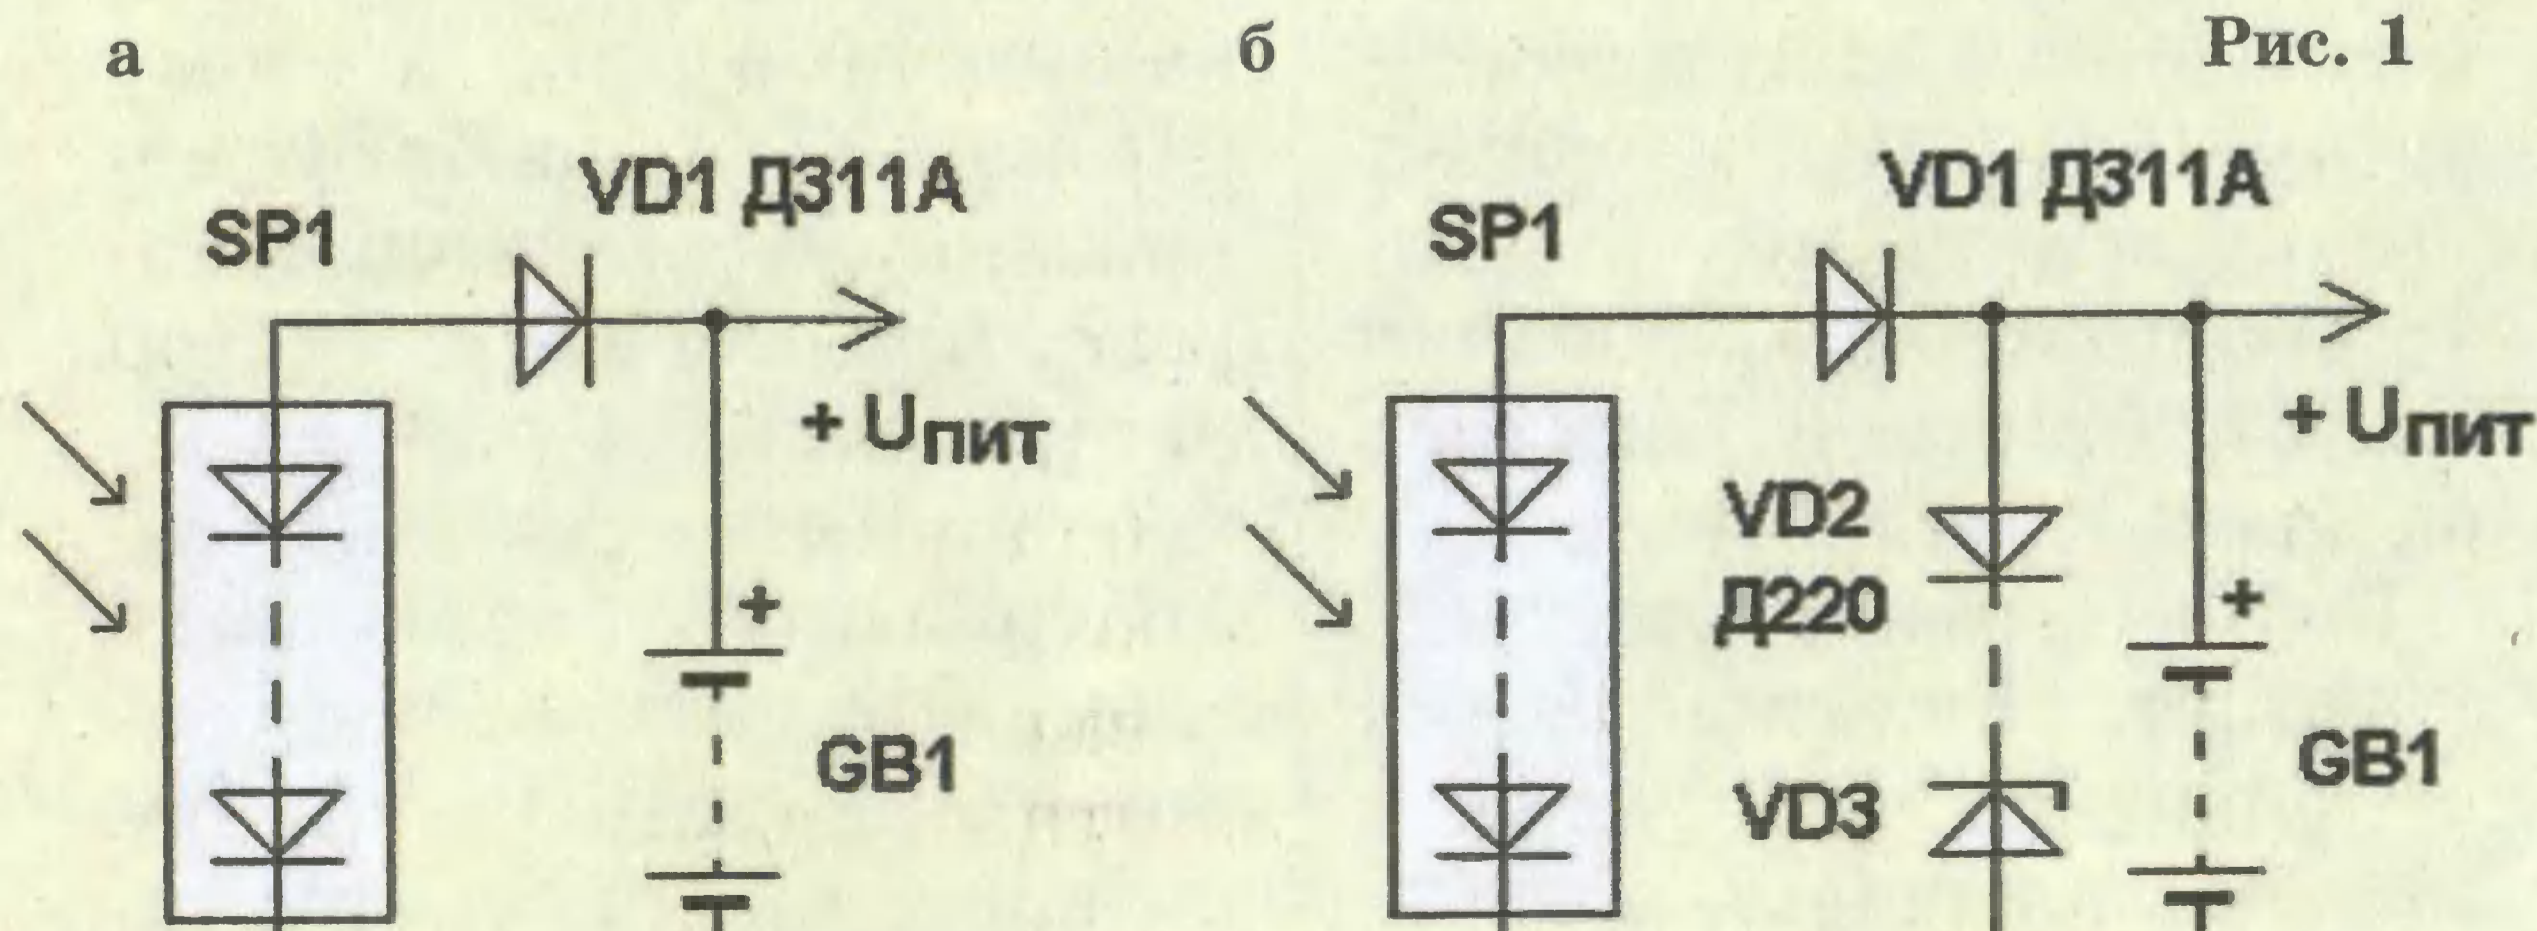 а
б
Рис. 1
VD1 Д311А
SP1
+ Uпит
+
GB1
VD1 Д311А
SP1
+ Uпит
VD2
Д220
+
VD3
GB1